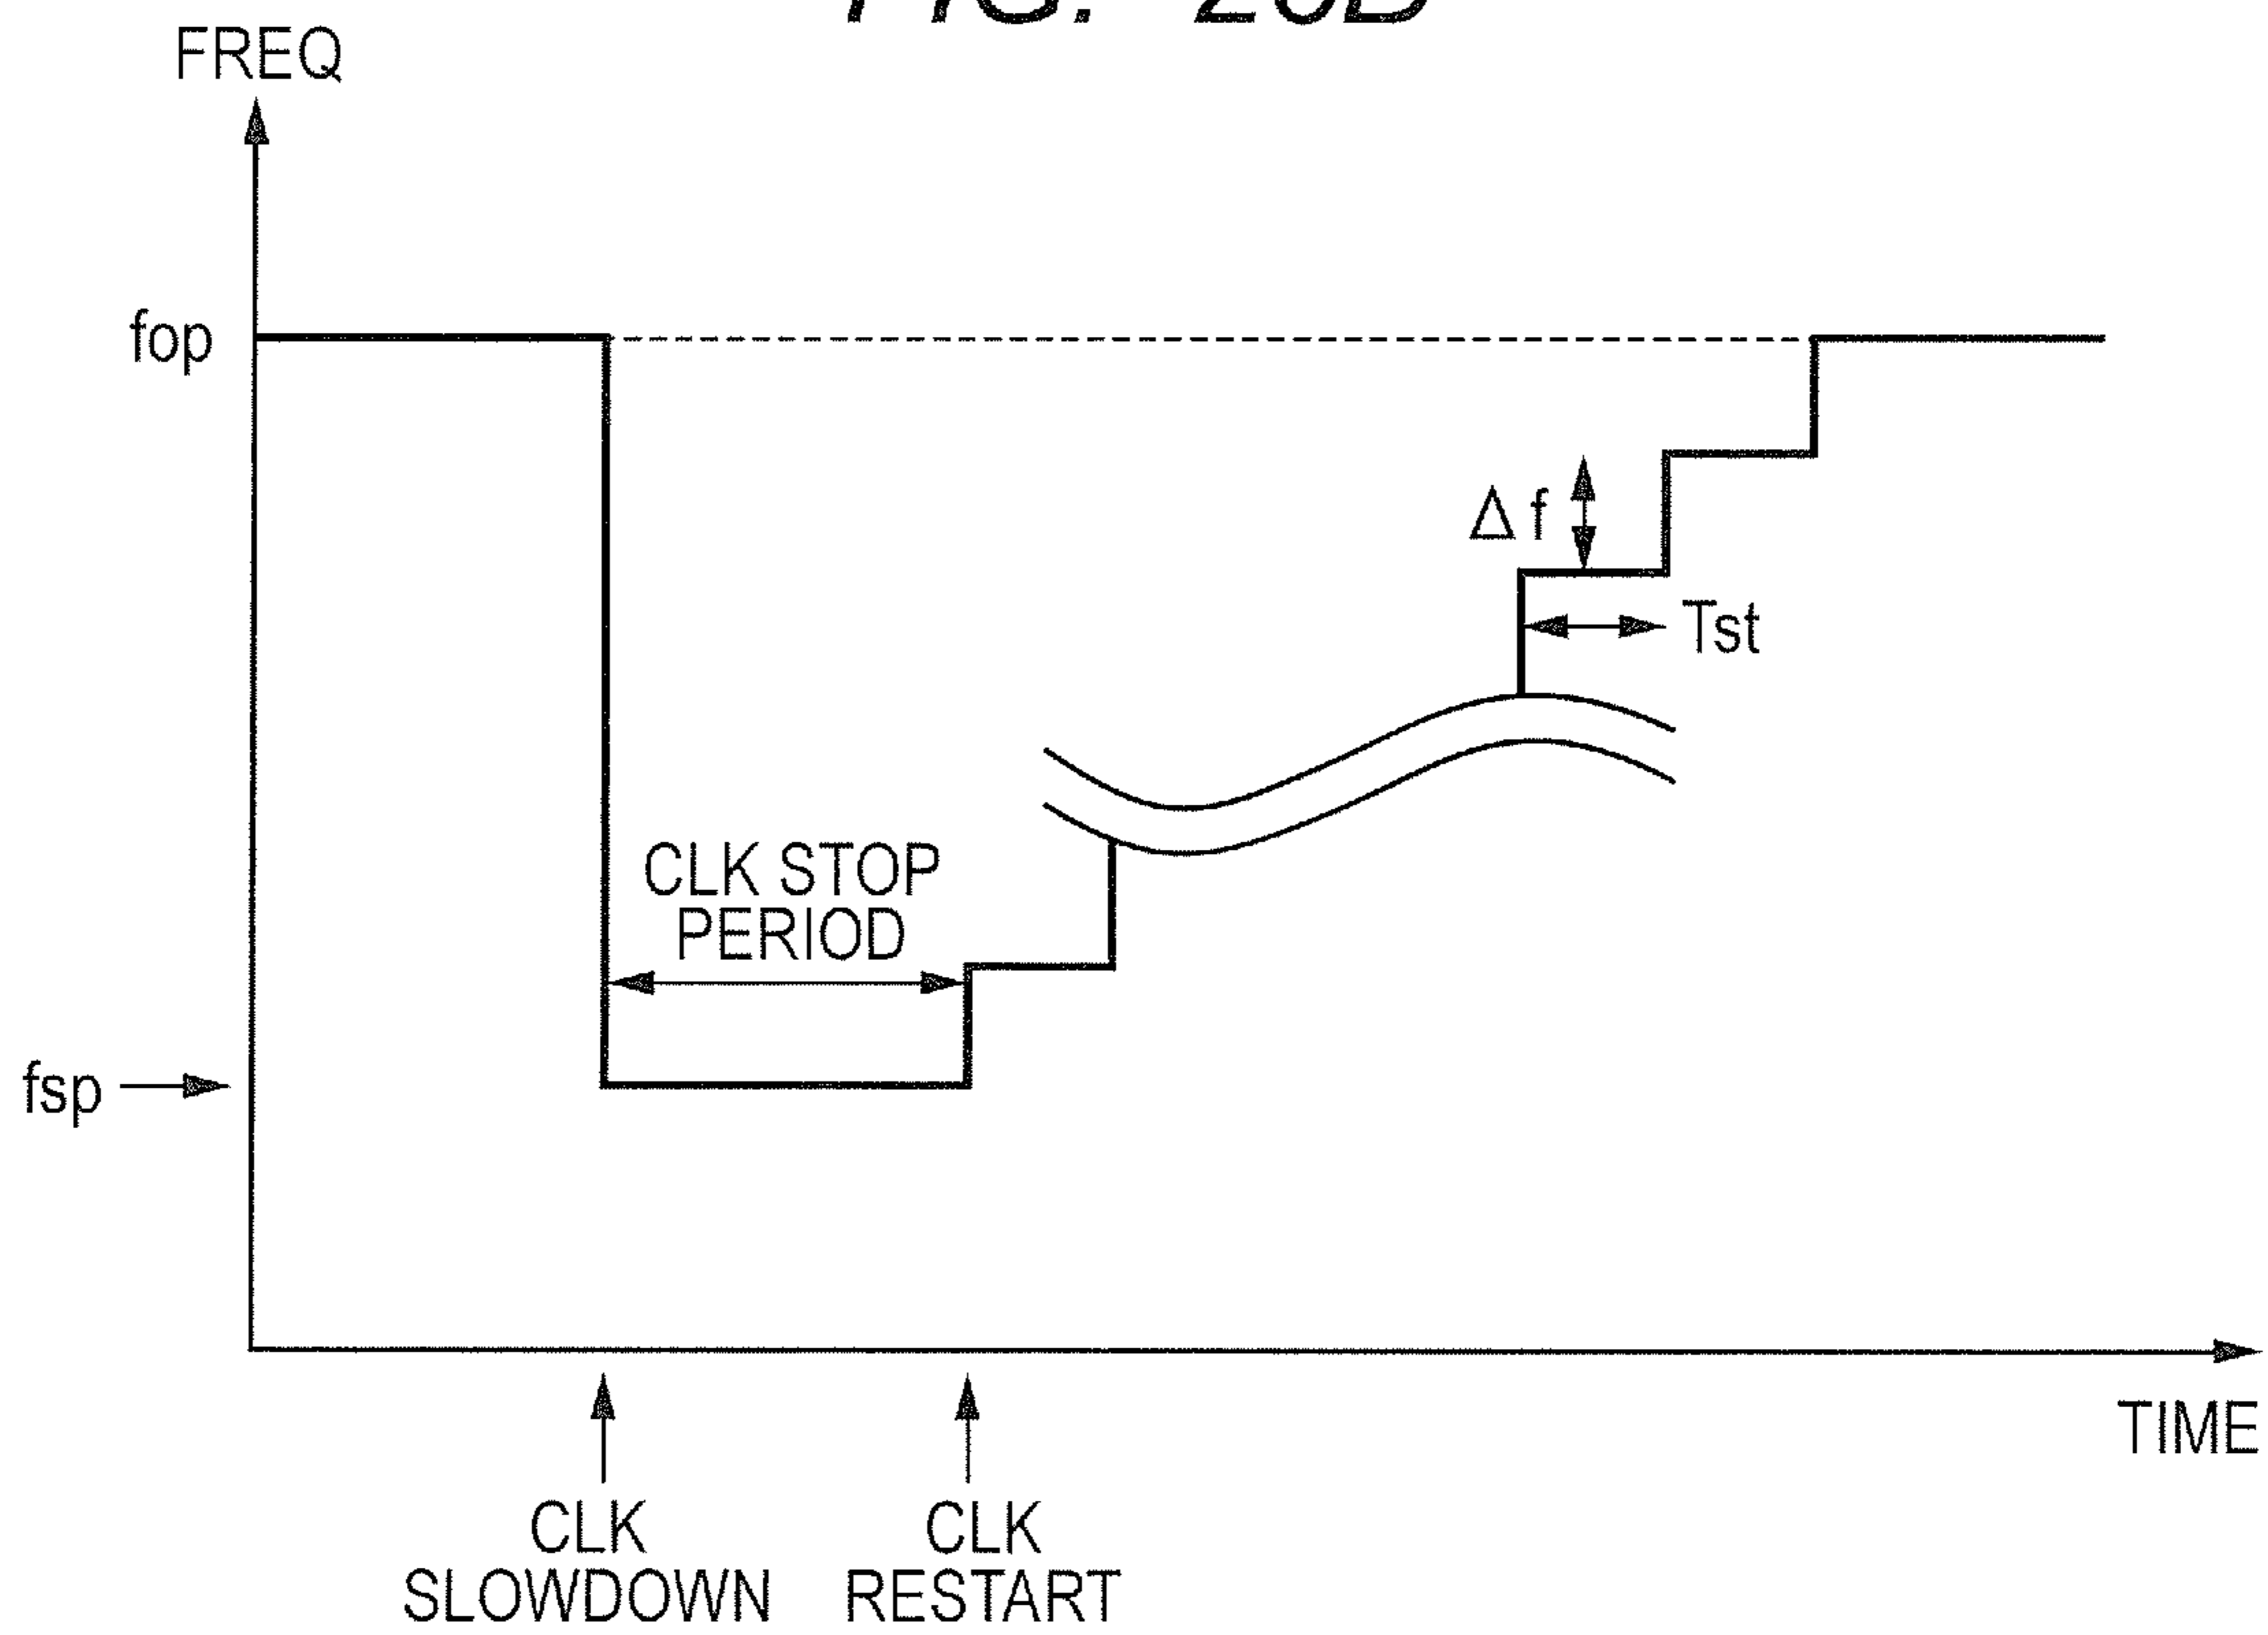 FREQ
fop
Δf
Tst
CLK STOP
PERIOD
fsp
TIME
CLK
SLOWDOWN
CLK
RESTART